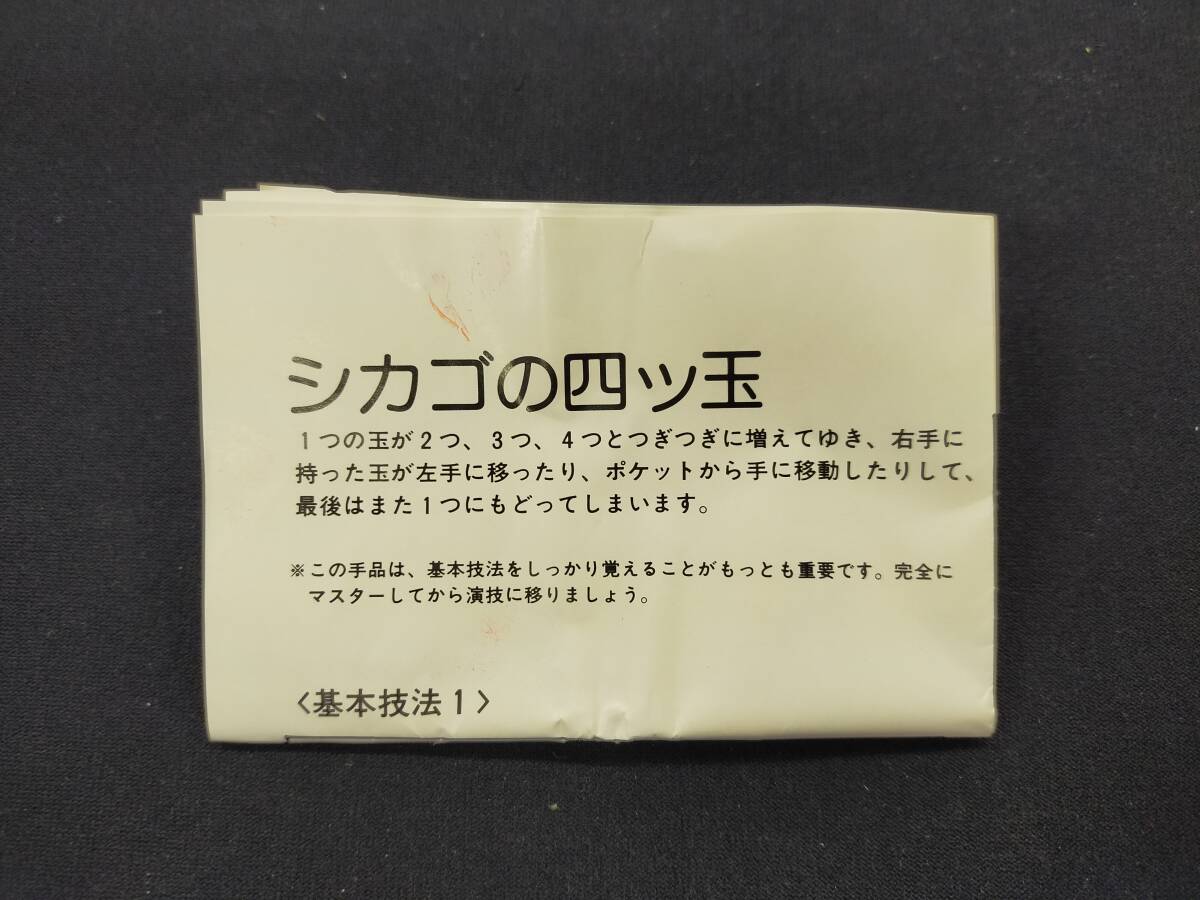 シカゴの四ツ玉
1つの玉が2つ、3つ、4つとつぎつぎに増えてゆき、右手に
持った玉が左手に移ったり、ポケットから手に移動したりして、
最後はまた1つにもどってしまいます。
※この手品は、基本技法をしっかり覚えることがもっとも重要です。完全に
マスターしてから演技に移りましょう。
〈基本技法1〉